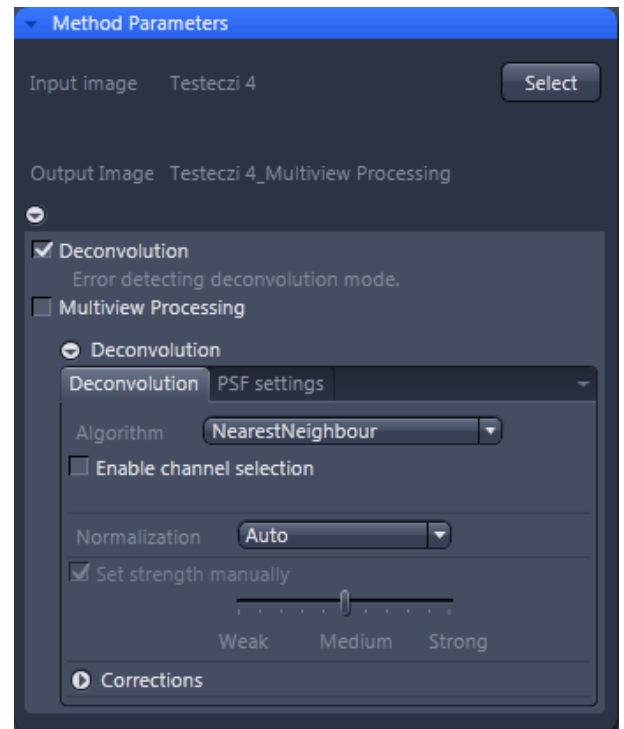 Method Parameters
Input image Testeczi 4 Select
Output Image Testeczi 4_Multiview Processing
Deconvolution
Error detecting deconvolution mode.
Multiview Processing
Deconvolution
Deconvolution PSF settings
Algorithm NearestNeighbour
Enable channel selection
Normalization Auto
Set strength manually
Weak Medium Strong
Corrections